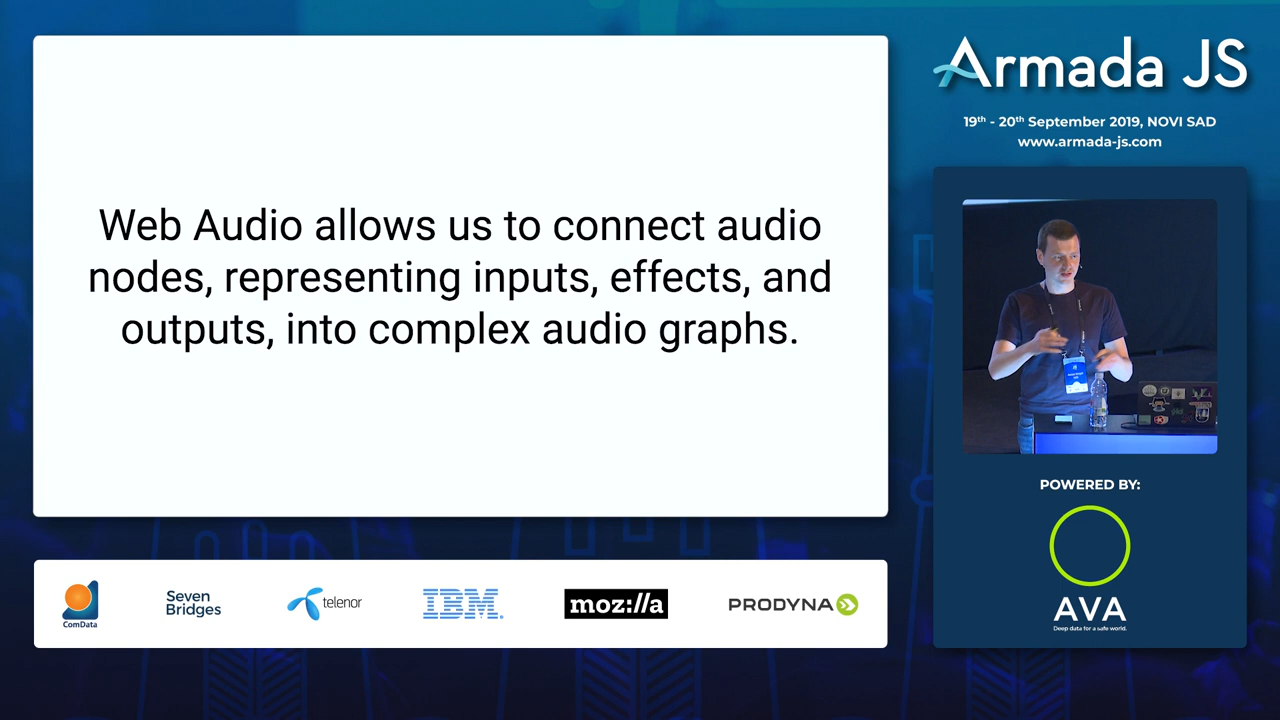 Web Audio allows us to connect audio
nodes, representing inputs, effects, and
outputs, into complex audio graphs.
Armada JS
19th - 20th September 2019, NOVI SAD
www.armada-js.com
POWERED BY:
AVA
Deep data for a safe world.
ComData
Seven
Bridges
telenor
IBM
moz://a
PRODYNA